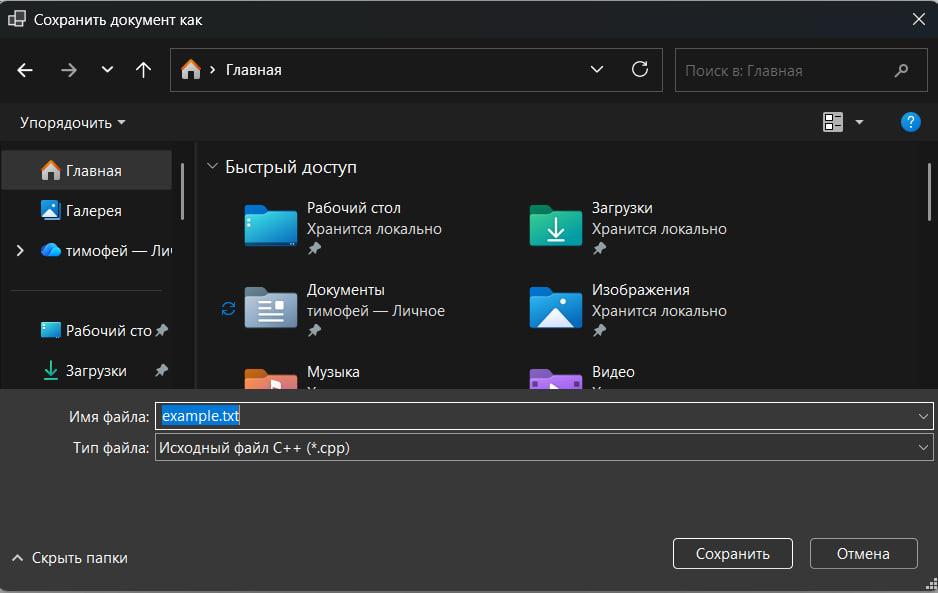 Сохранить документ как
Главная
Поиск в: Главная
Упорядочить
?
Главная
Галерея
тимофей — Ли
Рабочий сто
Загрузки
Быстрый доступ
Рабочий стол
Хранится локально
Загрузки
Хранится локально
Документы
тимофей — Личное
Изображения
Хранится локально
Музыка
Видео
Имя файла: example.txt
Тип файла: Исходный файл C++ (*.cpp)
Скрыть папки
Сохранить
Отмена